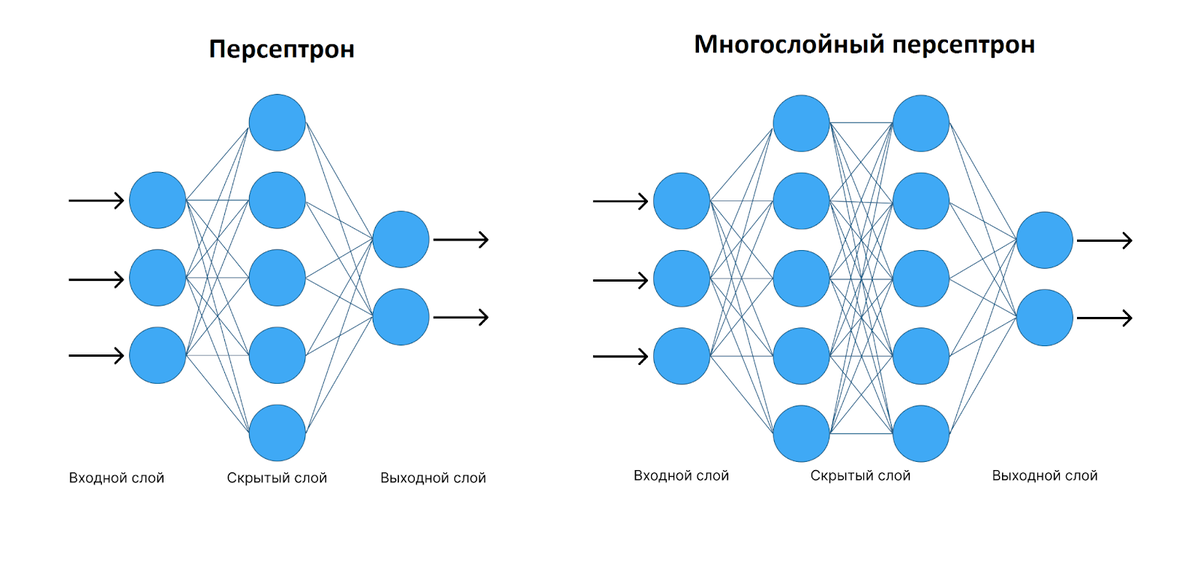 Персептрон
Входной слой
Скрытый слой
Выходной слой
Многослойный персептрон
Входной слой
Скрытый слой
Выходной слой